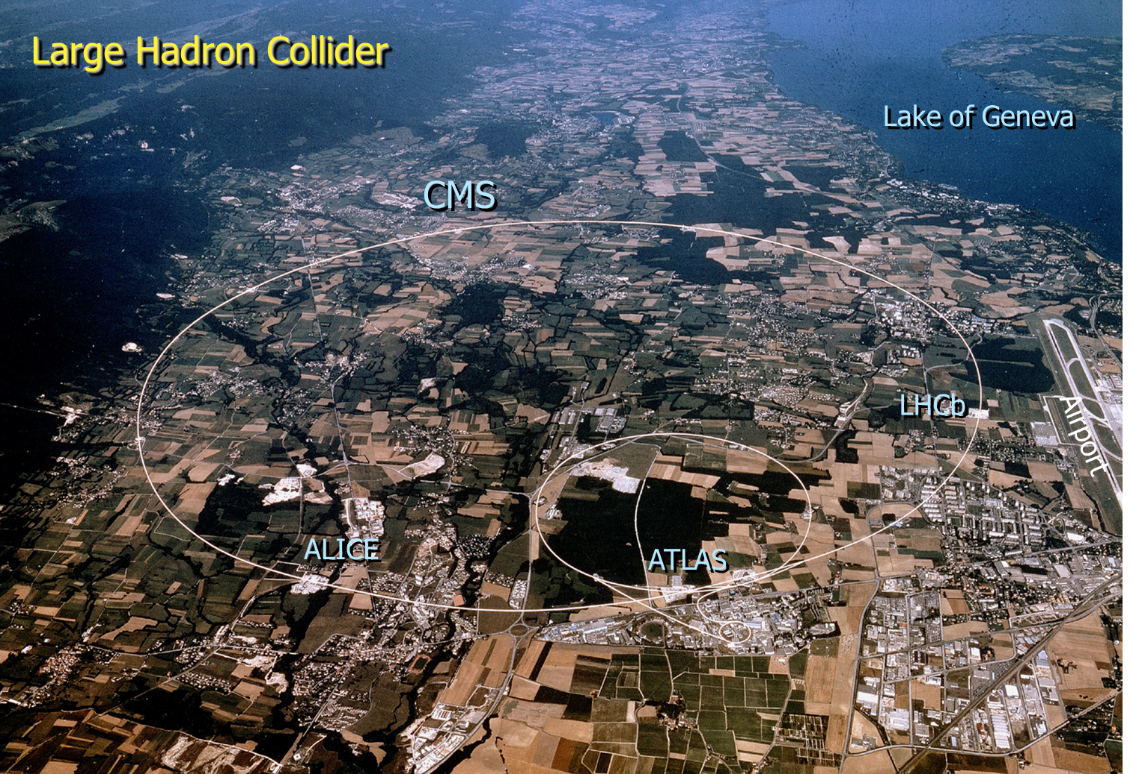 Large Hadron Collider
Lake of Geneva
CMS
LHCb
Airport
ALICE
ATLAS